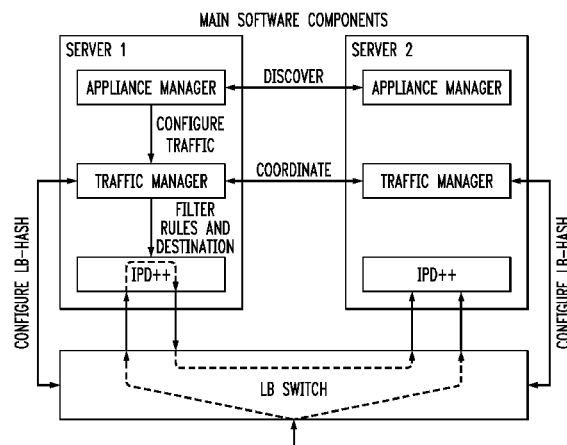 MAIN SOFTWARE COMPONENTS
SERVER 1
SERVER 2
APPLIANCE MANAGER
DISCOVER
APPLIANCE MANAGER
CONFIGURE
TRAFFIC
TRAFFIC MANAGER
COORDINATE
TRAFFIC MANAGER
FILTER
RULES AND
DESTINATION
IPD++
IPD++
CONFIGURE LB-HASH
CONFIGURE LB-HASH
LB SWITCH